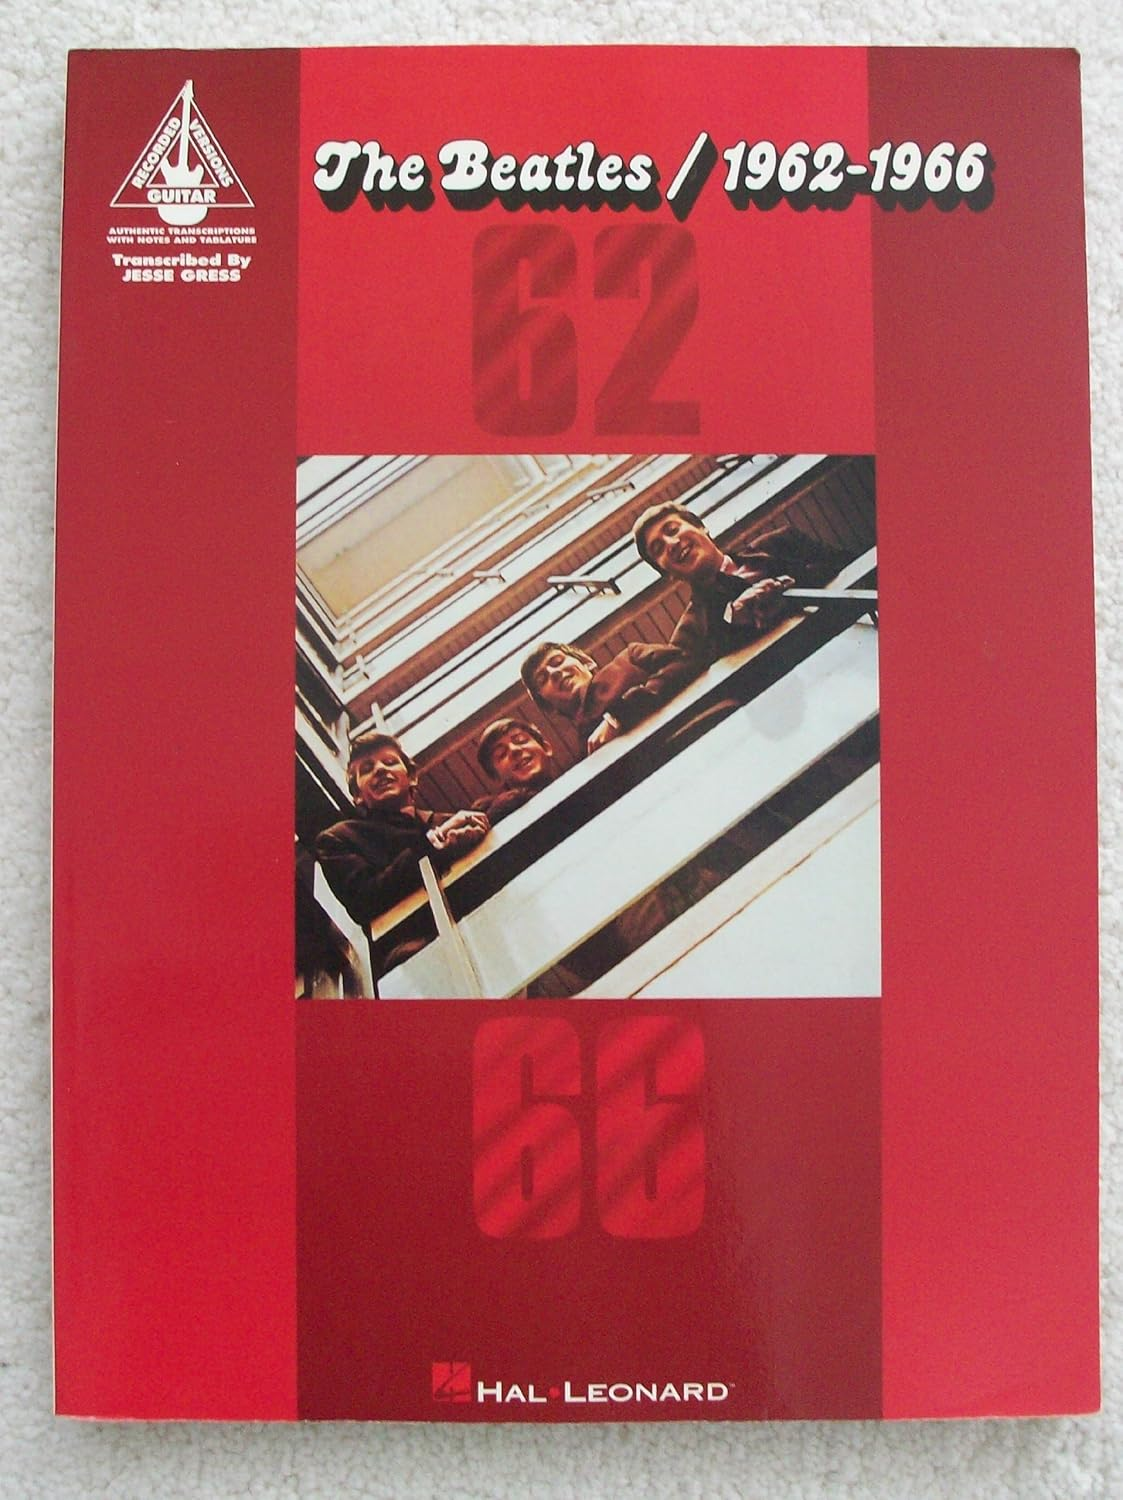 RECORDED
VERSIONS
GUITAR
AUTHENTIC TRANSCRIPTIONS
WITH NOTES AND TABLATURE
Transcribed By
JESSE GRESS
The Beatles / 1962-1966
62
66
HAL•LEONARD™